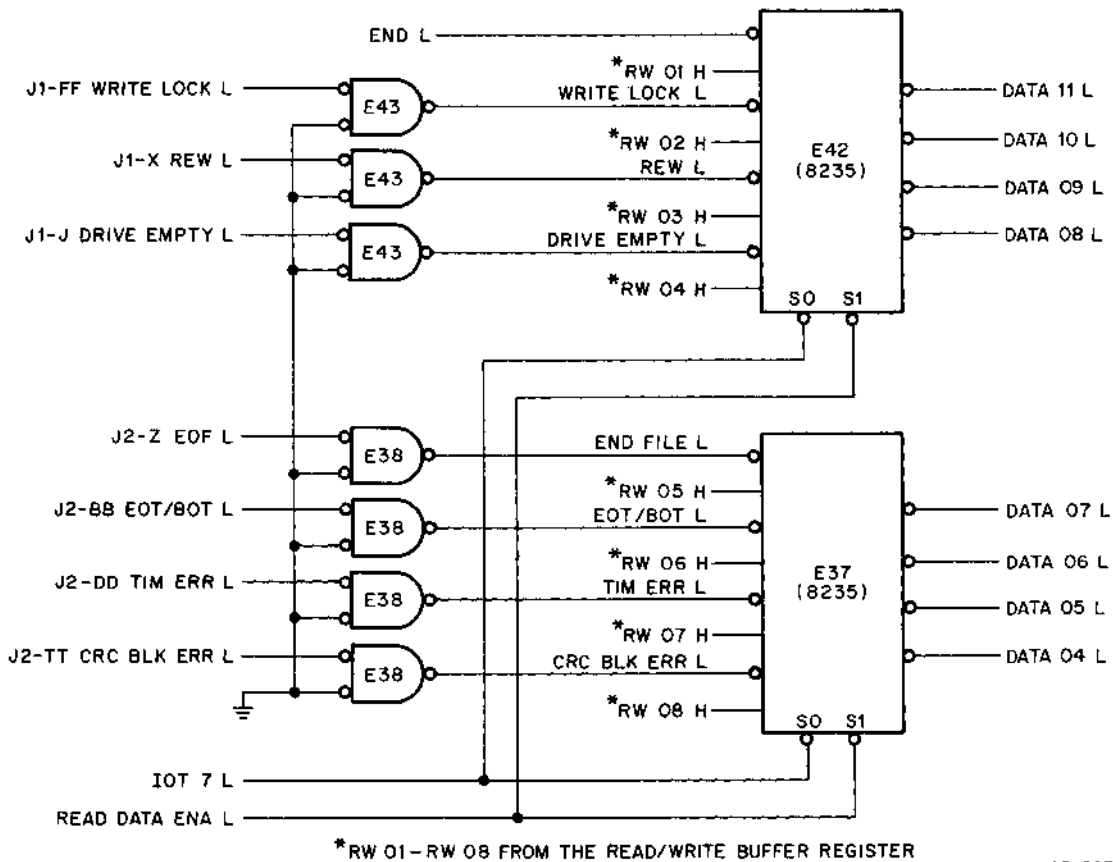 END L
*RW 01 H
J1-FF WRITE LOCK L
E43
WRITE LOCK L
DATA 11 L
*RW 02 H
DATA 10 L
J1-X REW L
E43
REW L
E42
(8235)
DATA 09 L
*RW 03 H
J1-J DRIVE EMPTY L
E43
DRIVE EMPTY L
DATA 08 L
*RW 04 H
S0 S1
J2-Z EOF L
E38
END FILE L
*RW 05 H
DATA 07 L
J2-BB EOT/BOT L
E38
EOT/BOT L
*RW 06 H
DATA 06 L
J2-DD TIM ERR L
E38
TIM ERR L
E37
(8235)
DATA 05 L
*RW 07 H
J2-TT CRC BLK ERR L
E38
CRC BLK ERR L
DATA 04 L
*RW 08 H
S0 S1
IOT 7 L
READ DATA ENA L
*RW 01-RW 08 FROM THE READ/WRITE BUFFER REGISTER